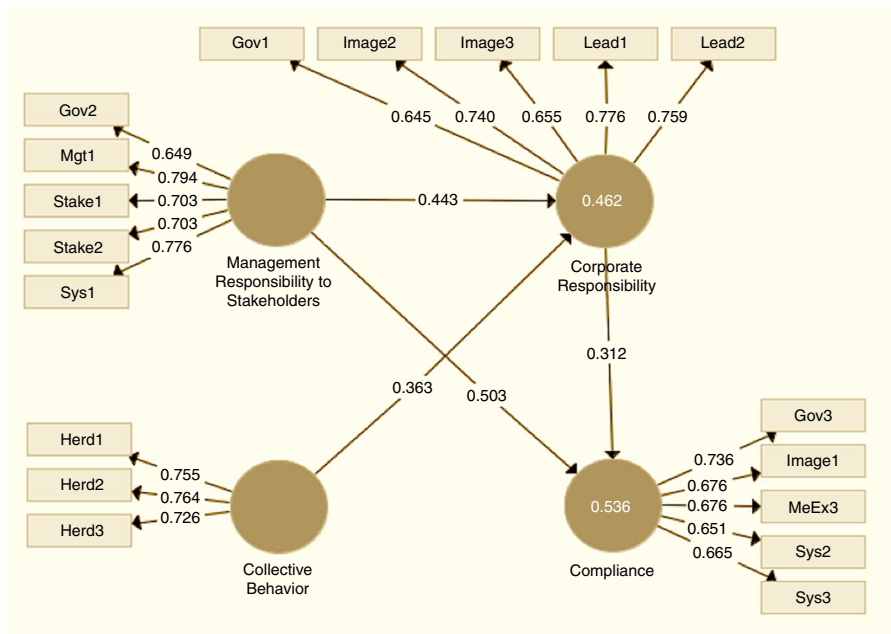 Gov1
Image2
Image3
Lead1
Lead2
0.645
0.740
0.655
0.776
0.759
Gov2
Mgt1
Stake1
Stake2
Sys1
0.649
0.794
0.703
0.703
0.776
0.443
0.462
Management
Responsibility to
Stakeholders
Corporate
Responsibility
0.312
0.363
0.503
Herd1
Herd2
Herd3
0.755
0.764
0.726
Collective
Behavior
0.536
Compliance
0.736
0.676
0.676
0.651
0.665
Gov3
Image1
MeEx3
Sys2
Sys3